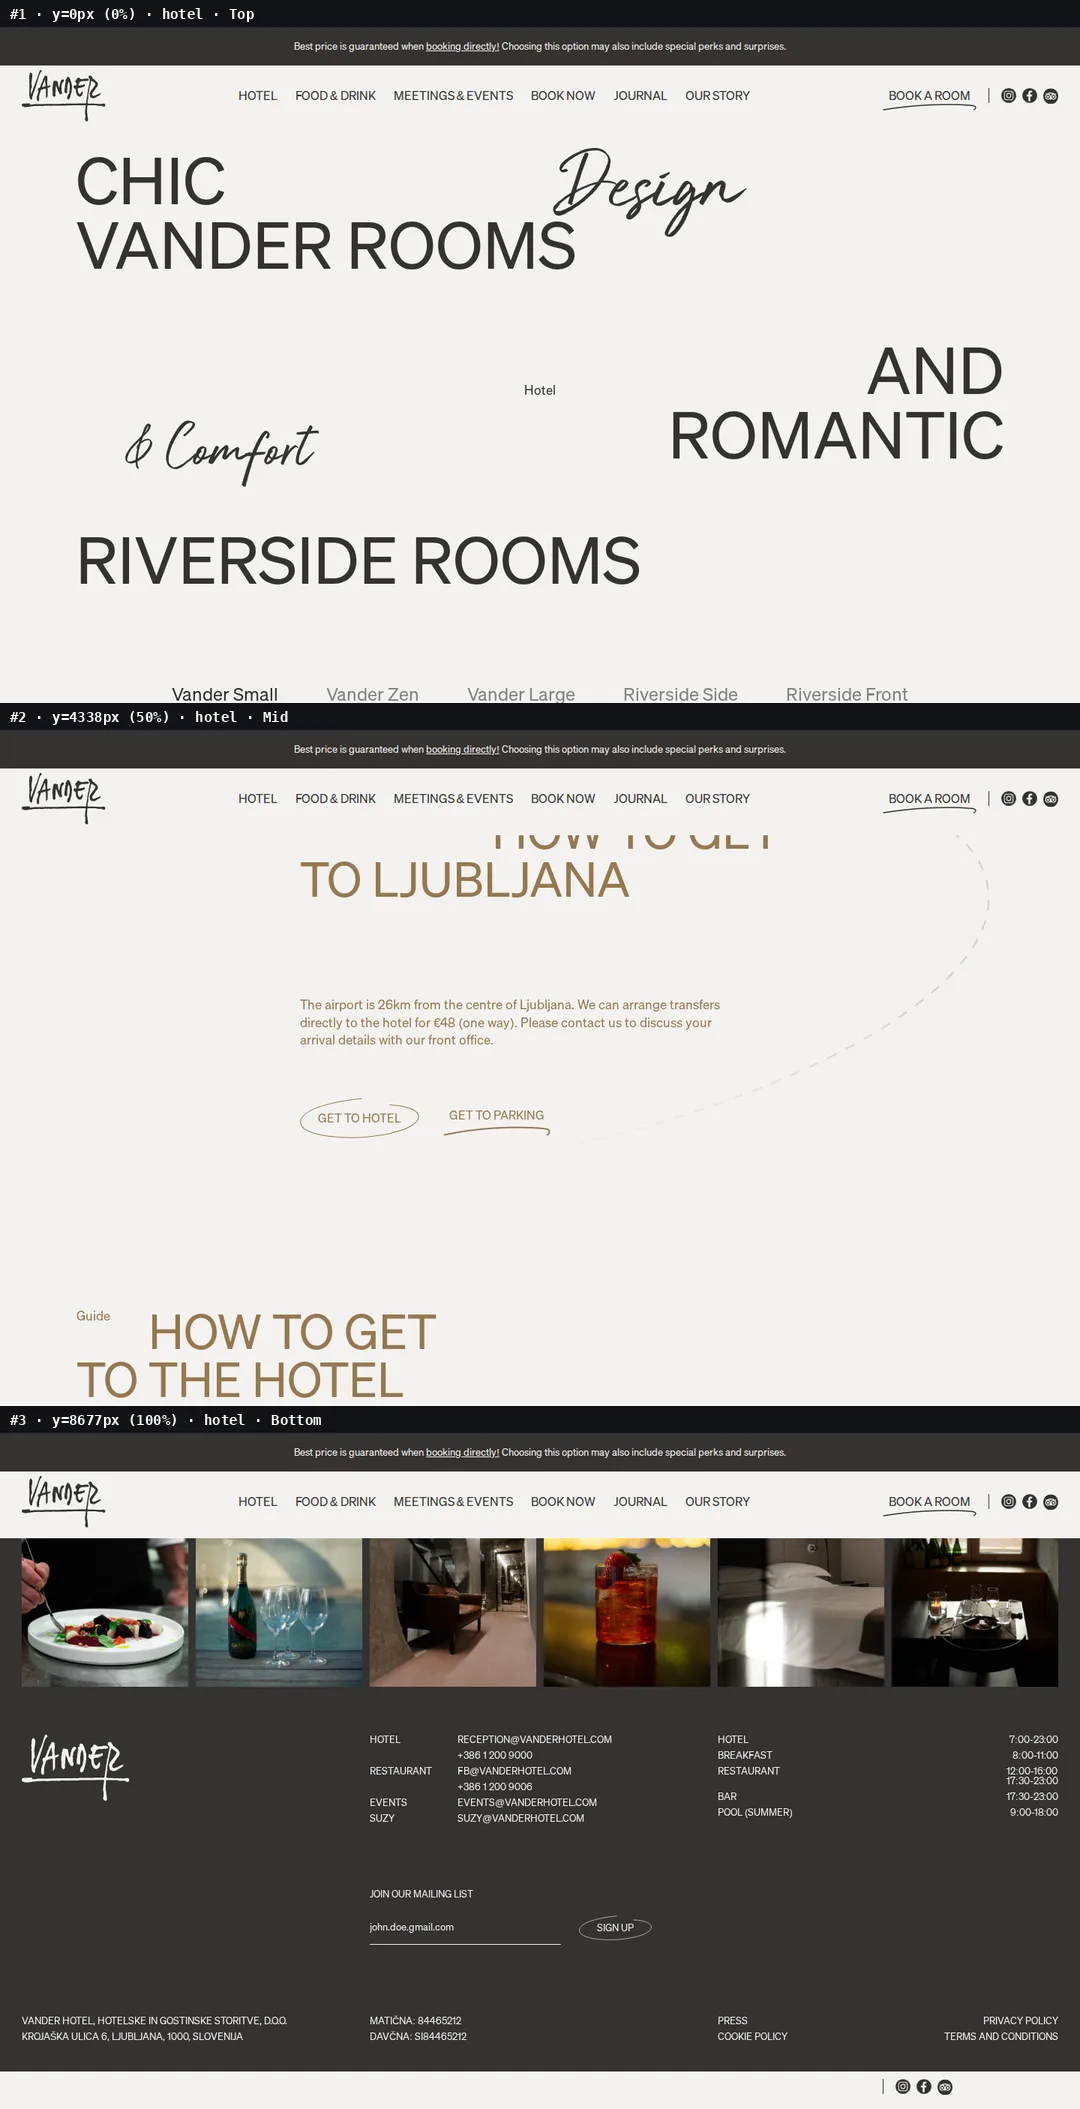 #1 · y=0px (0%) · hotel · Top
Best price is guaranteed when booking directly! Choosing this option may also include special perks and surprises.
VANDER
HOTEL FOOD & DRINK MEETINGS & EVENTS BOOK NOW JOURNAL OUR STORY
BOOK A ROOM
CHIC
Design
VANDER ROOMS
AND
Hotel
ROMANTIC
& Comfort
RIVERSIDE ROOMS
Vander Small Vander Zen Vander Large Riverside Side Riverside Front
#2 · y=4338px (50%) · hotel · Mid
Best price is guaranteed when booking directly! Choosing this option may also include special perks and surprises.
VANDER
HOTEL FOOD & DRINK MEETINGS & EVENTS BOOK NOW JOURNAL OUR STORY
BOOK A ROOM
HOW TO GET
TO LJUBLJANA
The airport is 26km from the centre of Ljubljana. We can arrange transfers
directly to the hotel for €48 (one way). Please contact us to discuss your
arrival details with our front office.
GET TO HOTEL GET TO PARKING
Guide
HOW TO GET
TO THE HOTEL
#3 · y=8677px (100%) · hotel · Bottom
Best price is guaranteed when booking directly! Choosing this option may also include special perks and surprises.
VANDER
HOTEL FOOD & DRINK MEETINGS & EVENTS BOOK NOW JOURNAL OUR STORY
BOOK A ROOM
VANDER
HOTEL RECEPTION@VANDERHOTEL.COM
+386 1 200 9000
RESTAURANT FB@VANDERHOTEL.COM
+386 1 200 9006
EVENTS EVENTS@VANDERHOTEL.COM
SUZY SUZY@VANDERHOTEL.COM
HOTEL 7:00-23:00
BREAKFAST 8:00-11:00
RESTAURANT 12:00-16:00
17:30-23:00
BAR 17:30-23:00
POOL (SUMMER) 9:00-18:00
JOIN OUR MAILING LIST
john.doe.gmail.com
SIGN UP
VANDER HOTEL, HOTELSKE IN GOSTINSKE STORITVE, D.O.O.
KROJAŠKA ULICA 6, LJUBLJANA, 1000, SLOVENIJA
MATIČNA: 84465212
DAVČNA: SI84465212
PRESS
COOKIE POLICY
PRIVACY POLICY
TERMS AND CONDITIONS